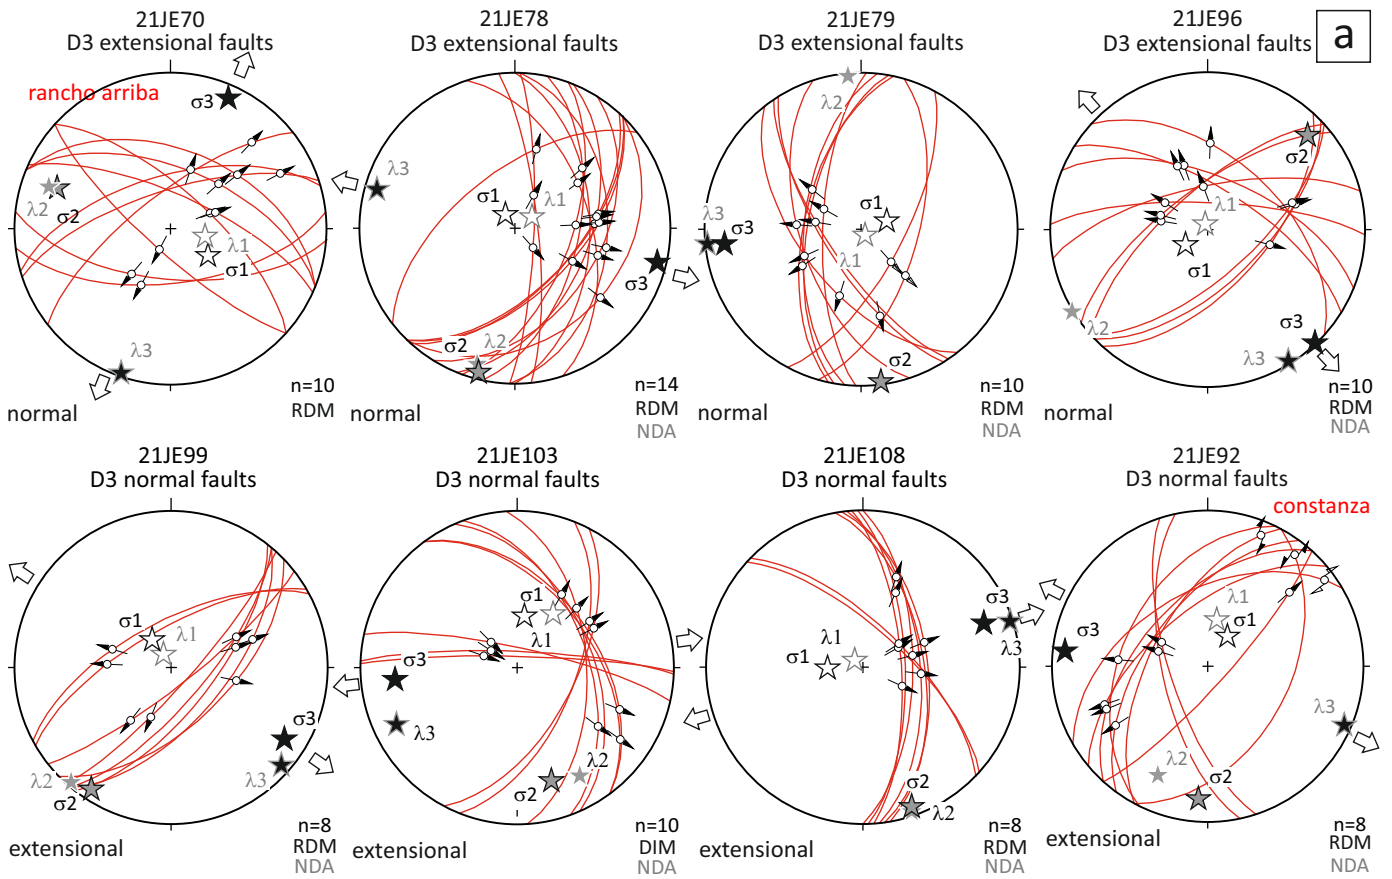 21JE70
D3 extensional faults
rancho arriba
σ3
λ2
σ2
λ1
σ1
λ3
n=10
RDM
normal
21JE78
D3 extensional faults
λ3
σ1
λ1
σ3
σ2
λ2
n=14
RDM
NDA
normal
21JE79
D3 extensional faults
λ2
σ1
λ3
σ3
λ1
σ2
n=10
RDM
NDA
normal
21JE96
D3 extensional faults
a
σ2
λ1
σ1
λ2
σ3
λ3
n=10
RDM
NDA
normal
21JE99
D3 normal faults
σ1
λ1
σ3
λ2
λ3
σ2
n=8
RDM
NDA
extensional
21JE103
D3 normal faults
σ1
λ1
σ3
λ3
λ2
σ2
n=10
DIM
NDA
extensional
21JE108
D3 normal faults
σ3
λ1
λ3
σ1
σ2
λ2
n=8
RDM
NDA
extensional
21JE92
D3 normal faults
constanza
λ1
σ1
σ3
λ3
λ2
σ2
n=8
RDM
NDA
extensional